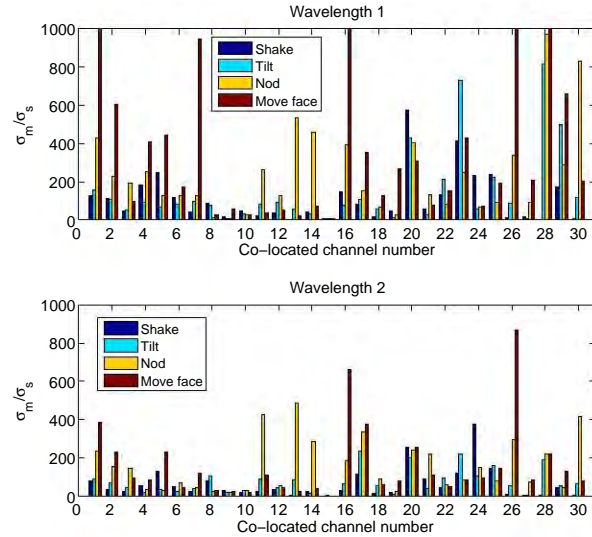 Wavelength 1
1000
800
600
400
200
0
σm/σs
Shake
Tilt
Nod
Move face
0 2 4 6 8 10 12 14 16 18 20 22 24 26 28 30
Co−located channel number
Wavelength 2
1000
800
600
400
200
0
σm/σs
Shake
Tilt
Nod
Move face
0 2 4 6 8 10 12 14 16 18 20 22 24 26 28 30
Co−located channel number